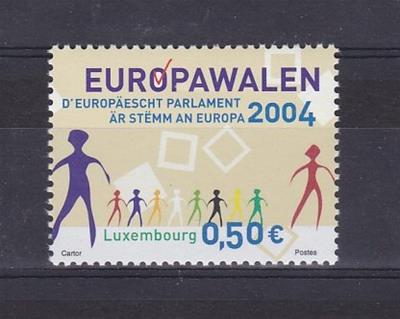 EUROPAWALEN
D'EUROPÄESCHT PARLAMENT
ÄR STËMM AN EUROPA 2004
Luxembourg 0,50 €
Cartor Postes